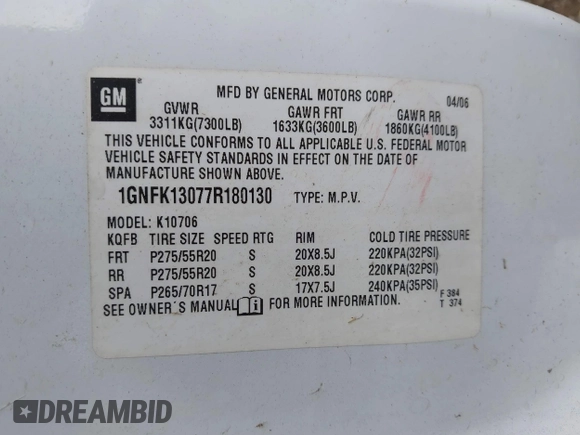 GM
MFD BY GENERAL MOTORS CORP. 04/06
GVWR GAWR FRT GAWR RR
3311KG(7300LB) 1633KG(3600LB) 1860KG(4100LB)
THIS VEHICLE CONFORMS TO ALL APPLICABLE U.S. FEDERAL MOTOR
VEHICLE SAFETY STANDARDS IN EFFECT ON THE DATE OF
MANUFACTURE SHOWN ABOVE.
1GNFK13077R180130 TYPE: M.P.V.
MODEL: K10706
KQFB TIRE SIZE SPEED RTG RIM COLD TIRE PRESSURE
FRT P275/55R20 S 20X8.5J 220KPA(32PSI)
RR P275/55R20 S 20X8.5J 220KPA(32PSI)
SPA P265/70R17 S 17X7.5J 240KPA(35PSI)
SEE OWNER'S MANUAL FOR MORE INFORMATION.
F 384
T 374
DREAMBID
DREAMBID.COM